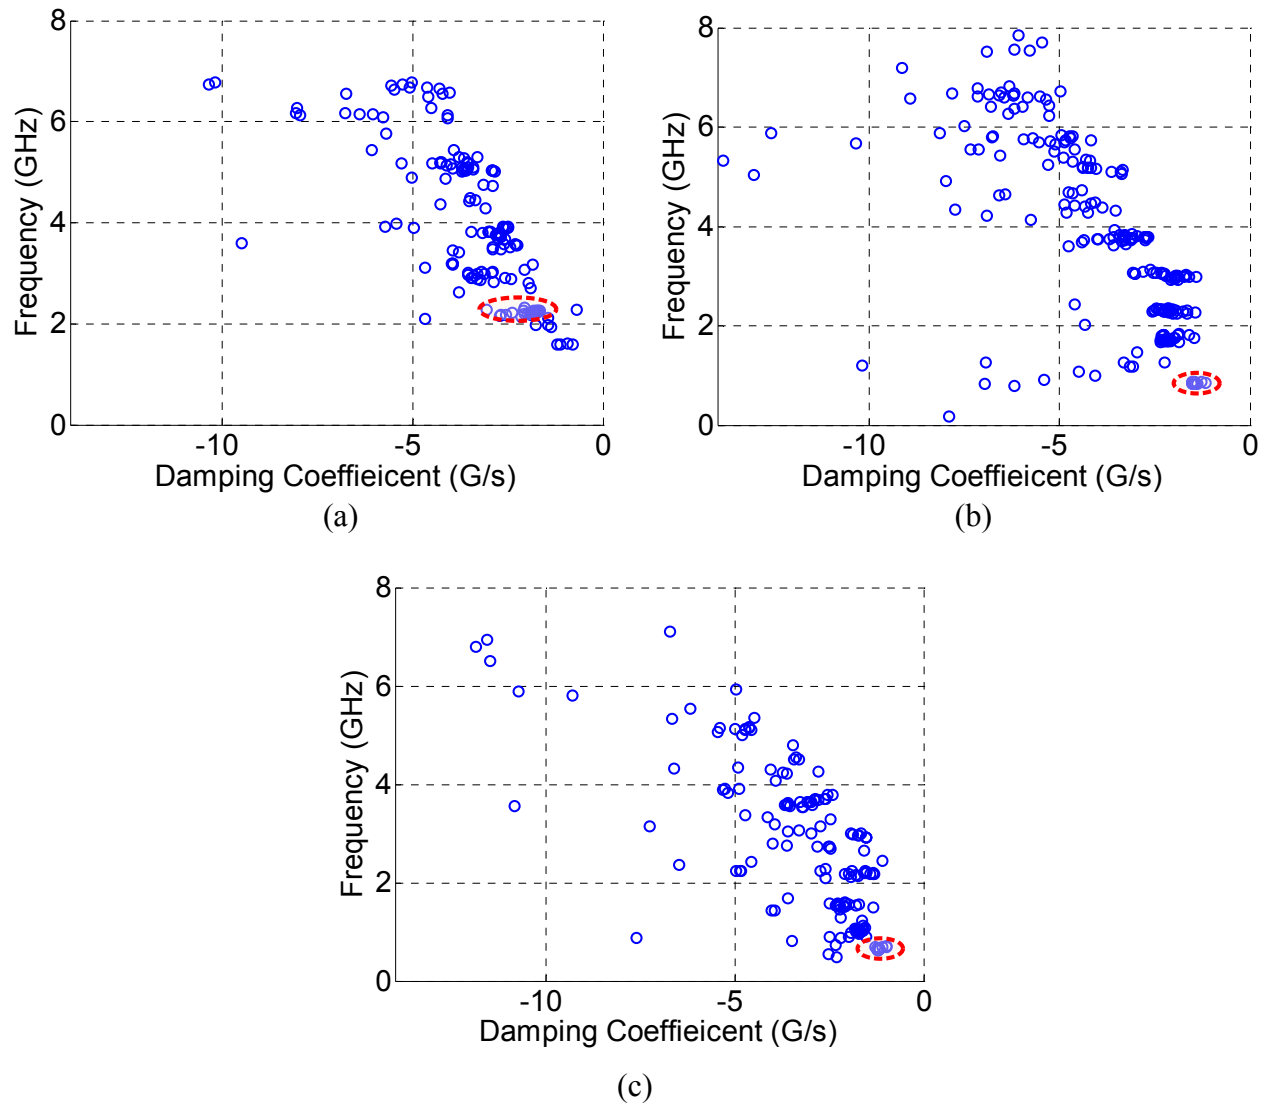 8
6
4
2
0
-10
-5
0
Frequency (GHz)
Damping Coeffieicent (G/s)
(a)
8
6
4
2
0
-10
-5
0
Frequency (GHz)
Damping Coeffieicent (G/s)
(b)
8
6
4
2
0
-10
-5
0
Frequency (GHz)
Damping Coeffieicent (G/s)
(c)